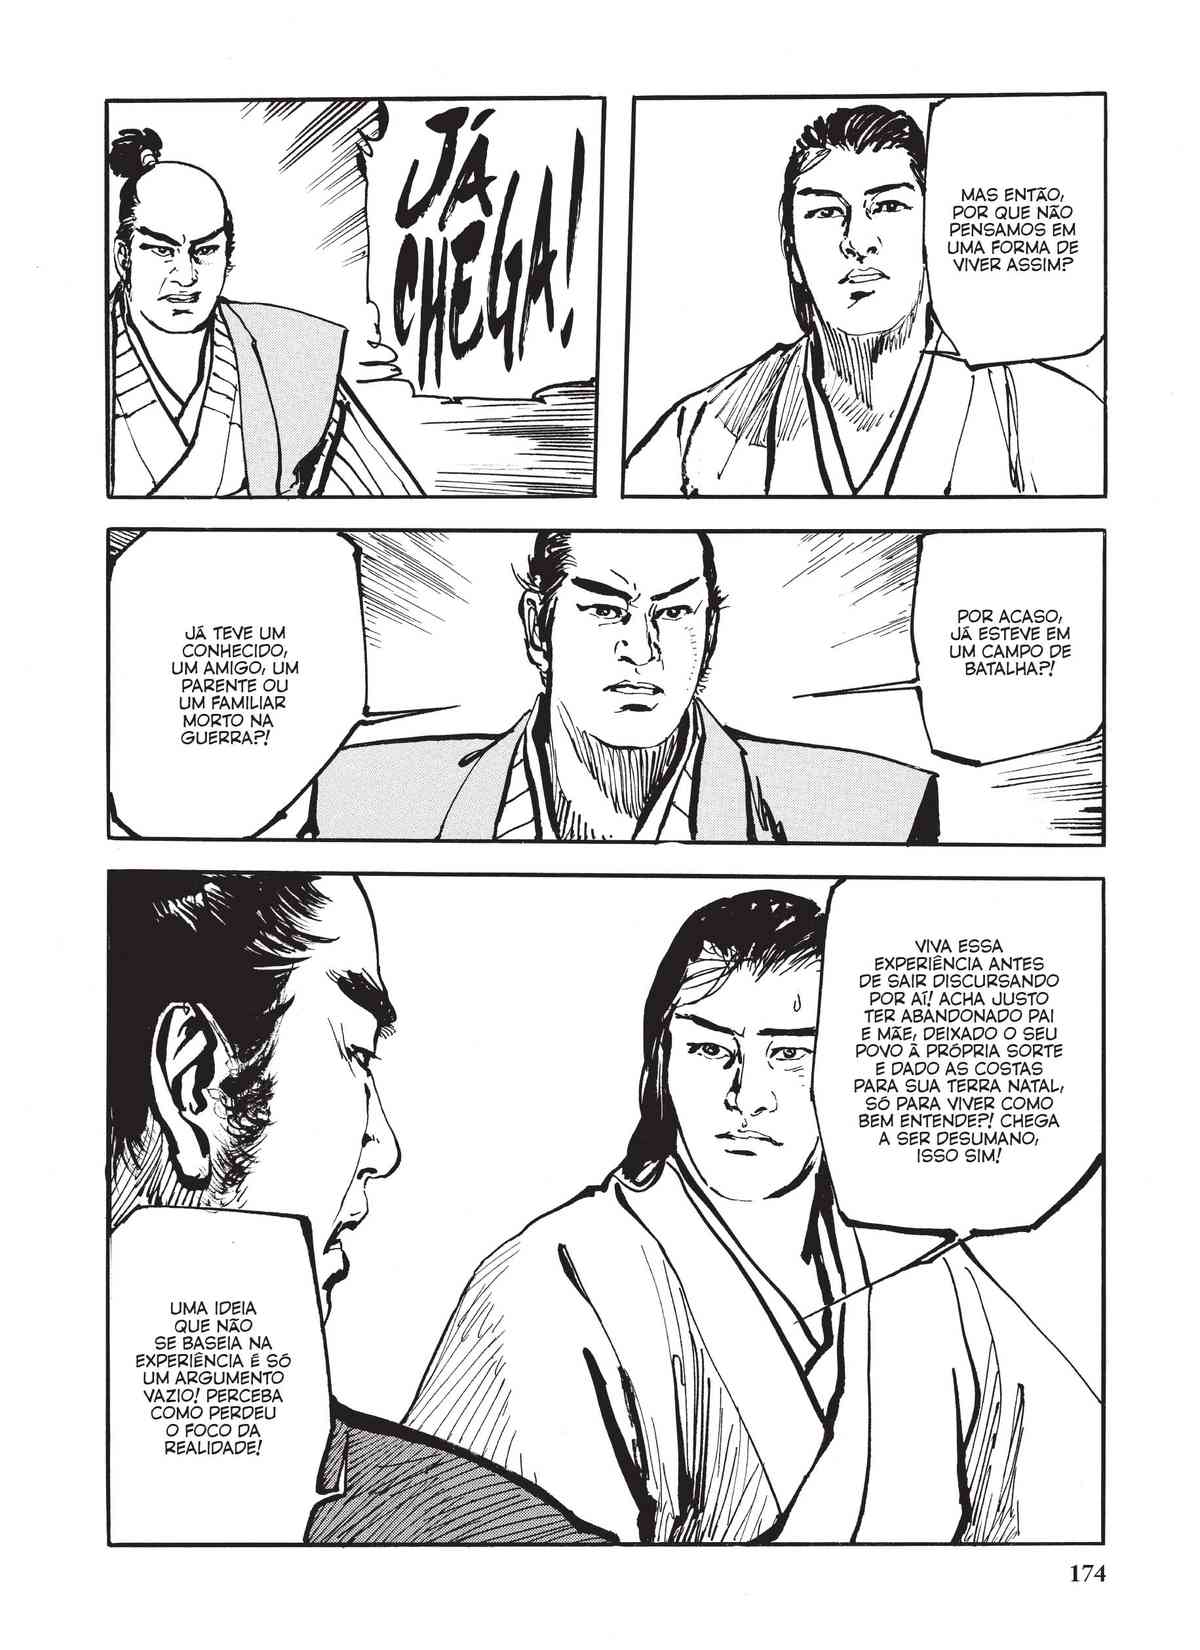 MAS ENTÃO,
POR QUE NÃO
PENSAMOS EM
UMA FORMA DE
VIVER ASSIM?
JÁ
CHEGA!
POR ACASO,
JÁ ESTEVE EM
UM CAMPO DE
BATALHA?!
JÁ TEVE UM
CONHECIDO,
UM AMIGO, UM
PARENTE OU
UM FAMILIAR
MORTO NA
GUERRA?!
VIVA ESSA
EXPERIÊNCIA ANTES
DE SAIR DISCURSANDO
POR AÍ! ACHA JUSTO
TER ABANDONADO PAI
E MÃE, DEIXADO O SEU
POVO À PRÓPRIA SORTE
E DADO AS COSTAS
PARA SUA TERRA NATAL,
SÓ PARA VIVER COMO
BEM ENTENDE?! CHEGA
A SER DESUMANO,
ISSO SIM!
UMA IDEIA
QUE NÃO
SE BASEIA NA
EXPERIÊNCIA É SÓ
UM ARGUMENTO
VAZIO! PERCEBA
COMO PERDEU
O FOCO DA
REALIDADE!
174